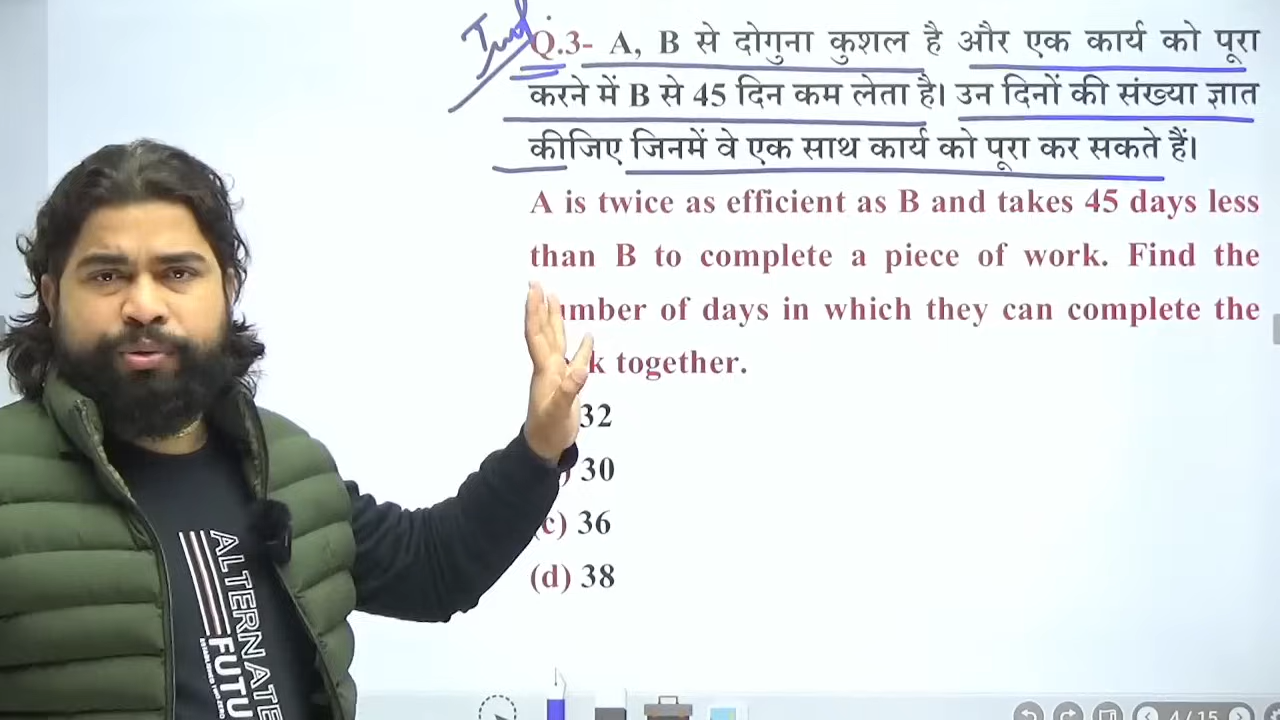 Q.3- A, B से दोगुना कुशल है और एक कार्य को पूरा
करने में B से 45 दिन कम लेता है। उन दिनों की संख्या ज्ञात
कीजिए जिनमें वे एक साथ कार्य को पूरा कर सकते हैं।
A is twice as efficient as B and takes 45 days less
than B to complete a piece of work. Find the
umber of days in which they can complete the
k together.
32
) 30
(c) 36
(d) 38
ALTERNATE
FUTU
4 / 15